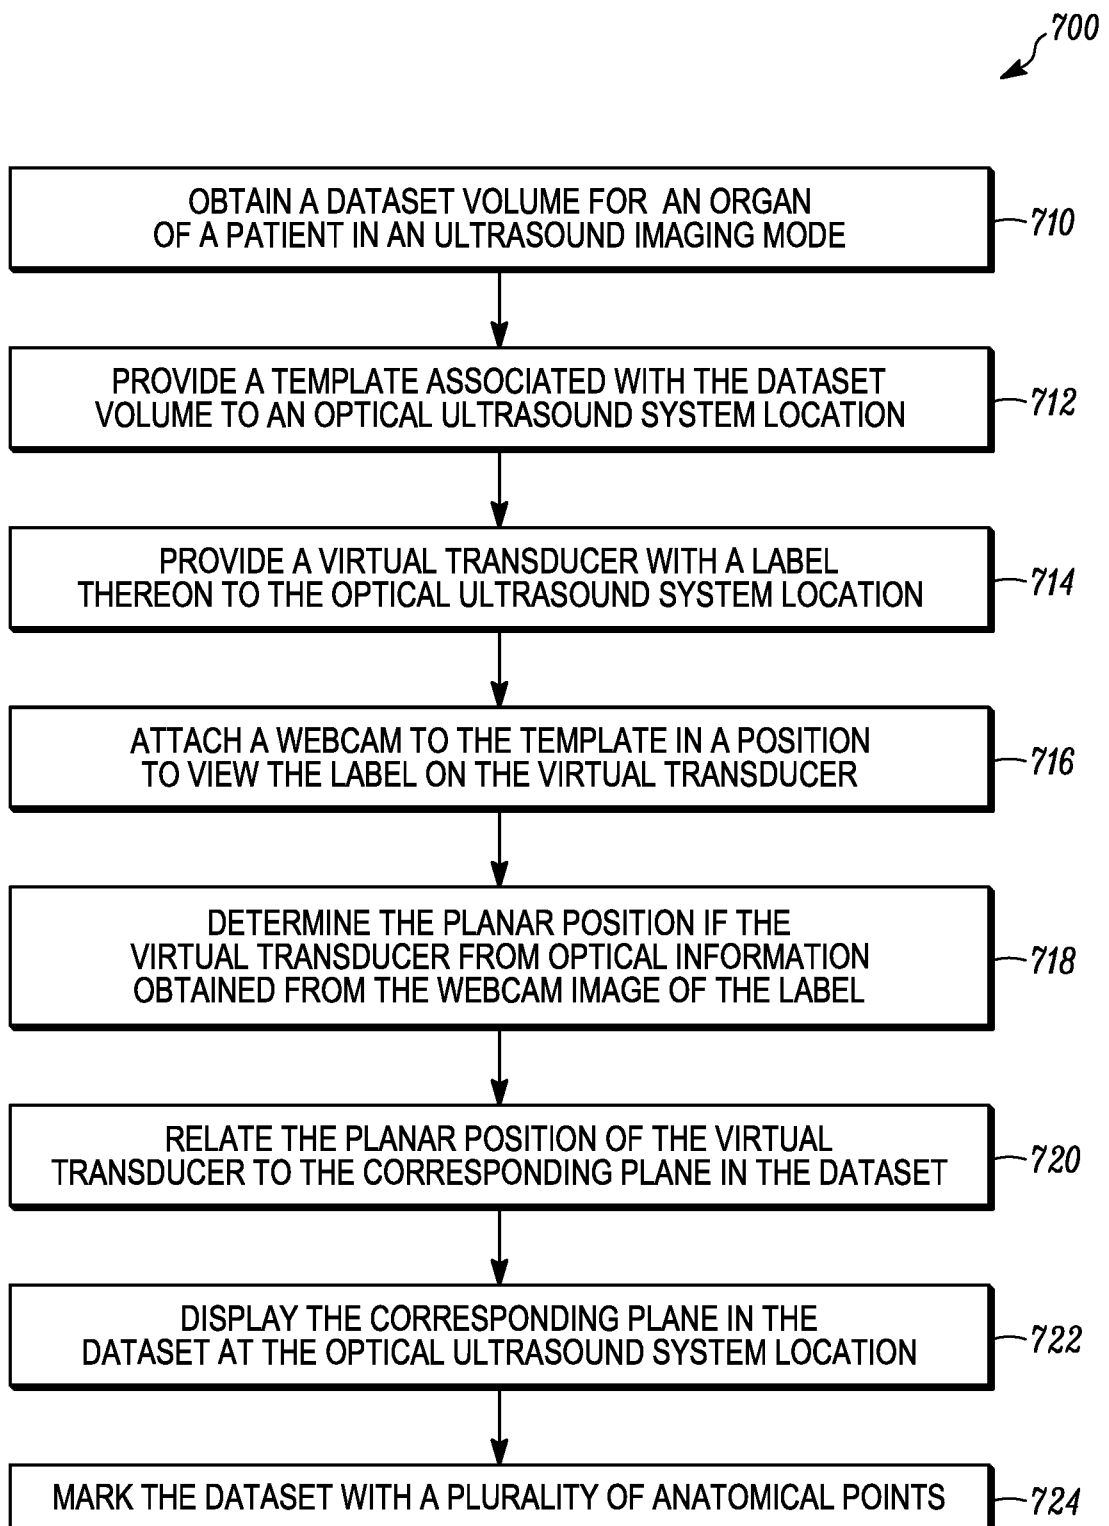 700
OBTAIN A DATASET VOLUME FOR AN ORGAN
OF A PATIENT IN AN ULTRASOUND IMAGING MODE
710
PROVIDE A TEMPLATE ASSOCIATED WITH THE DATASET
VOLUME TO AN OPTICAL ULTRASOUND SYSTEM LOCATION
712
PROVIDE A VIRTUAL TRANSDUCER WITH A LABEL
THEREON TO THE OPTICAL ULTRASOUND SYSTEM LOCATION
714
ATTACH A WEBCAM TO THE TEMPLATE IN A POSITION
TO VIEW THE LABEL ON THE VIRTUAL TRANSDUCER
716
DETERMINE THE PLANAR POSITION IF THE
VIRTUAL TRANSDUCER FROM OPTICAL INFORMATION
OBTAINED FROM THE WEBCAM IMAGE OF THE LABEL
718
RELATE THE PLANAR POSITION OF THE VIRTUAL
TRANSDUCER TO THE CORRESPONDING PLANE IN THE DATASET
720
DISPLAY THE CORRESPONDING PLANE IN THE
DATASET AT THE OPTICAL ULTRASOUND SYSTEM LOCATION
722
MARK THE DATASET WITH A PLURALITY OF ANATOMICAL POINTS
724